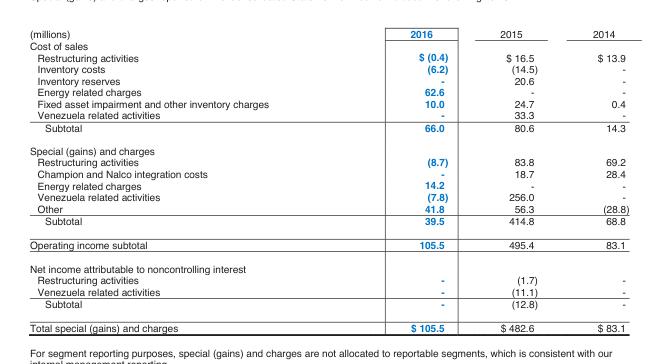 (millions) 2016 2015 2014
Cost of sales
Restructuring activities $ (0.4) $ 16.5 $ 13.9
Inventory costs (6.2) (14.5) -
Inventory reserves - 20.6 -
Energy related charges 62.6 - -
Fixed asset impairment and other inventory charges 10.0 24.7 0.4
Venezuela related activities - 33.3 -
Subtotal 66.0 80.6 14.3
Special (gains) and charges
Restructuring activities (8.7) 83.8 69.2
Champion and Nalco integration costs - 18.7 28.4
Energy related charges 14.2 - -
Venezuela related activities (7.8) 256.0 -
Other 41.8 56.3 (28.8)
Subtotal 39.5 414.8 68.8
Operating income subtotal 105.5 495.4 83.1
Net income attributable to noncontrolling interest
Restructuring activities - (1.7) -
Venezuela related activities - (11.1) -
Subtotal - (12.8) -
Total special (gains) and charges $ 105.5 $ 482.6 $ 83.1
For segment reporting purposes, special (gains) and charges are not allocated to reportable segments, which is consistent with our